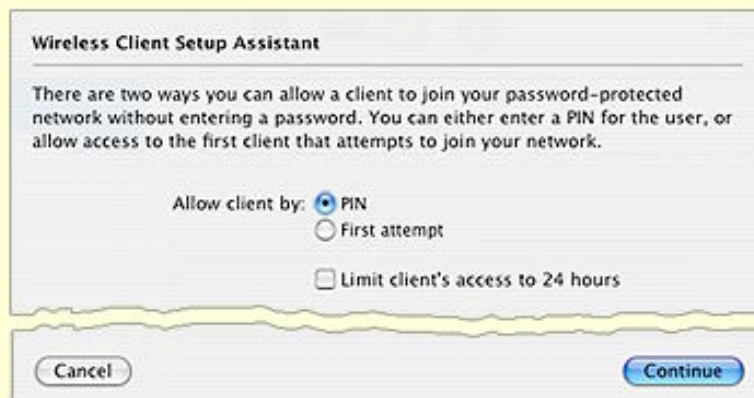 Wireless Client Setup Assistant
There are two ways you can allow a client to join your password-protected
network without entering a password. You can either enter a PIN for the user, or
allow access to the first client that attempts to join your network.
Allow client by: PIN
First attempt
Limit client's access to 24 hours
Cancel Continue